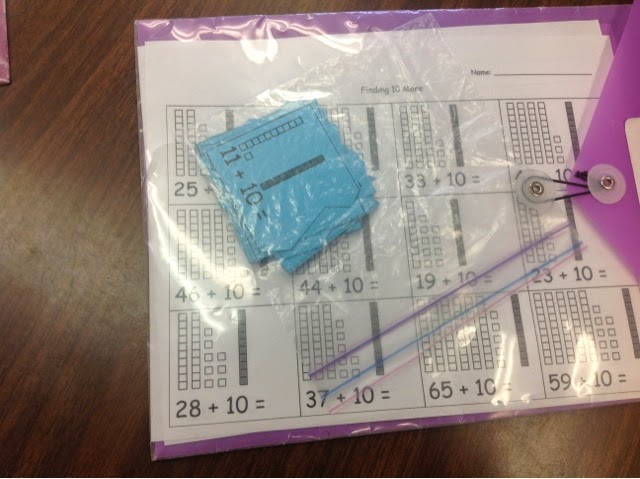 Name:
Finding 10 More
11 + 10 =
25 +
33 + 10 =
46 + 10 =
44 + 10 =
19 + 10 =
23 + 10 =
28 + 10 =
37 + 10 =
65 + 10 =
59 + 10 =